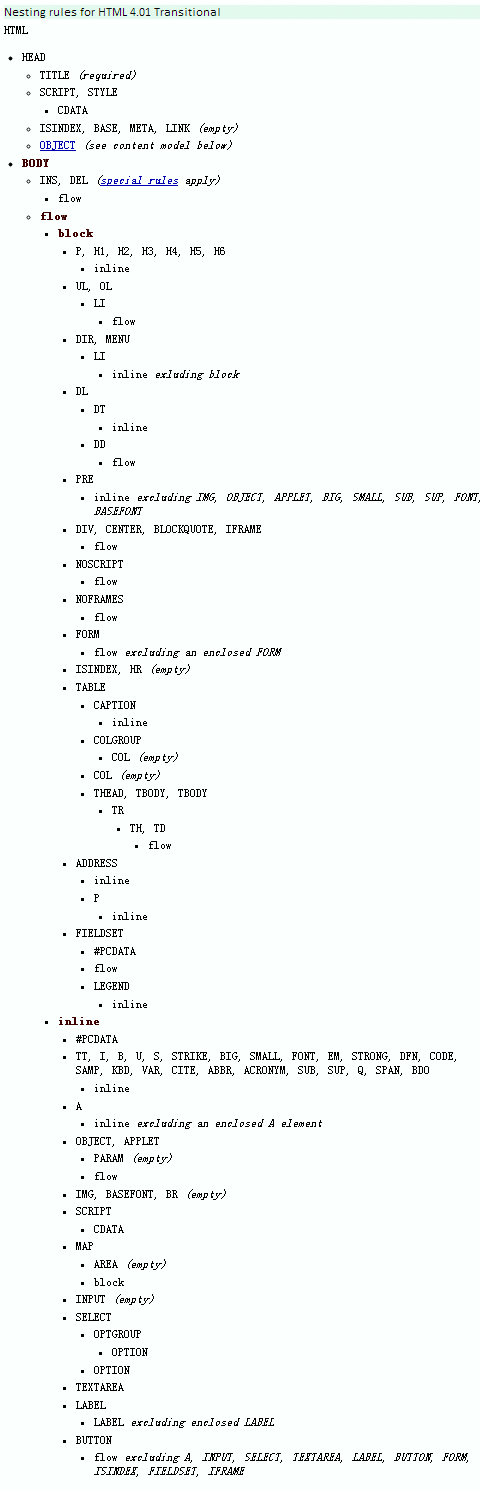 Nesting rules for HTML 4.01 Transitional
HTML
HEAD
TITLE (required)
SCRIPT, STYLE
CDATA
ISINDEX, BASE, META, LINK (empty)
OBJECT (see content model below)
BODY
INS, DEL (special rules apply)
flow
flow
block
P, H1, H2, H3, H4, H5, H6
inline
UL, OL
LI
flow
DIR, MENU
LI
inline exluding block
DL
DT
inline
DD
flow
PRE
inline excluding IMG, OBJECT, APPLET, BIG, SMALL, SUB, SUP, FONT,
BASEFONT
DIV, CENTER, BLOCKQUOTE, IFRAME
flow
NOSCRIPT
flow
NOFRAMES
flow
FORM
flow excluding an enclosed FORM
ISINDEX, HR (empty)
TABLE
CAPTION
inline
COLGROUP
COL (empty)
COL (empty)
THEAD, TBODY, TBODY
TR
TH, TD
flow
ADDRESS
inline
P
inline
FIELDSET
#PCDATA
flow
LEGEND
inline
inline
#PCDATA
TT, I, B, U, S, STRIKE, BIG, SMALL, FONT, EM, STRONG, DFN, CODE,
SAMP, KBD, VAR, CITE, ABBR, ACRONYM, SUB, SUP, Q, SPAN, BDO
inline
A
inline excluding an enclosed A element
OBJECT, APPLET
PARAM (empty)
flow
IMG, BASEFONT, BR (empty)
SCRIPT
CDATA
MAP
AREA (empty)
block
INPUT (empty)
SELECT
OPTGROUP
OPTION
OPTION
TEXTAREA
LABEL
LABEL excluding enclosed LABEL
BUTTON
flow excluding A, INPUT, SELECT, TEXTAREA, LABEL, BUTTON, FORM,
ISINDEX, FIELDSET, IFRAME